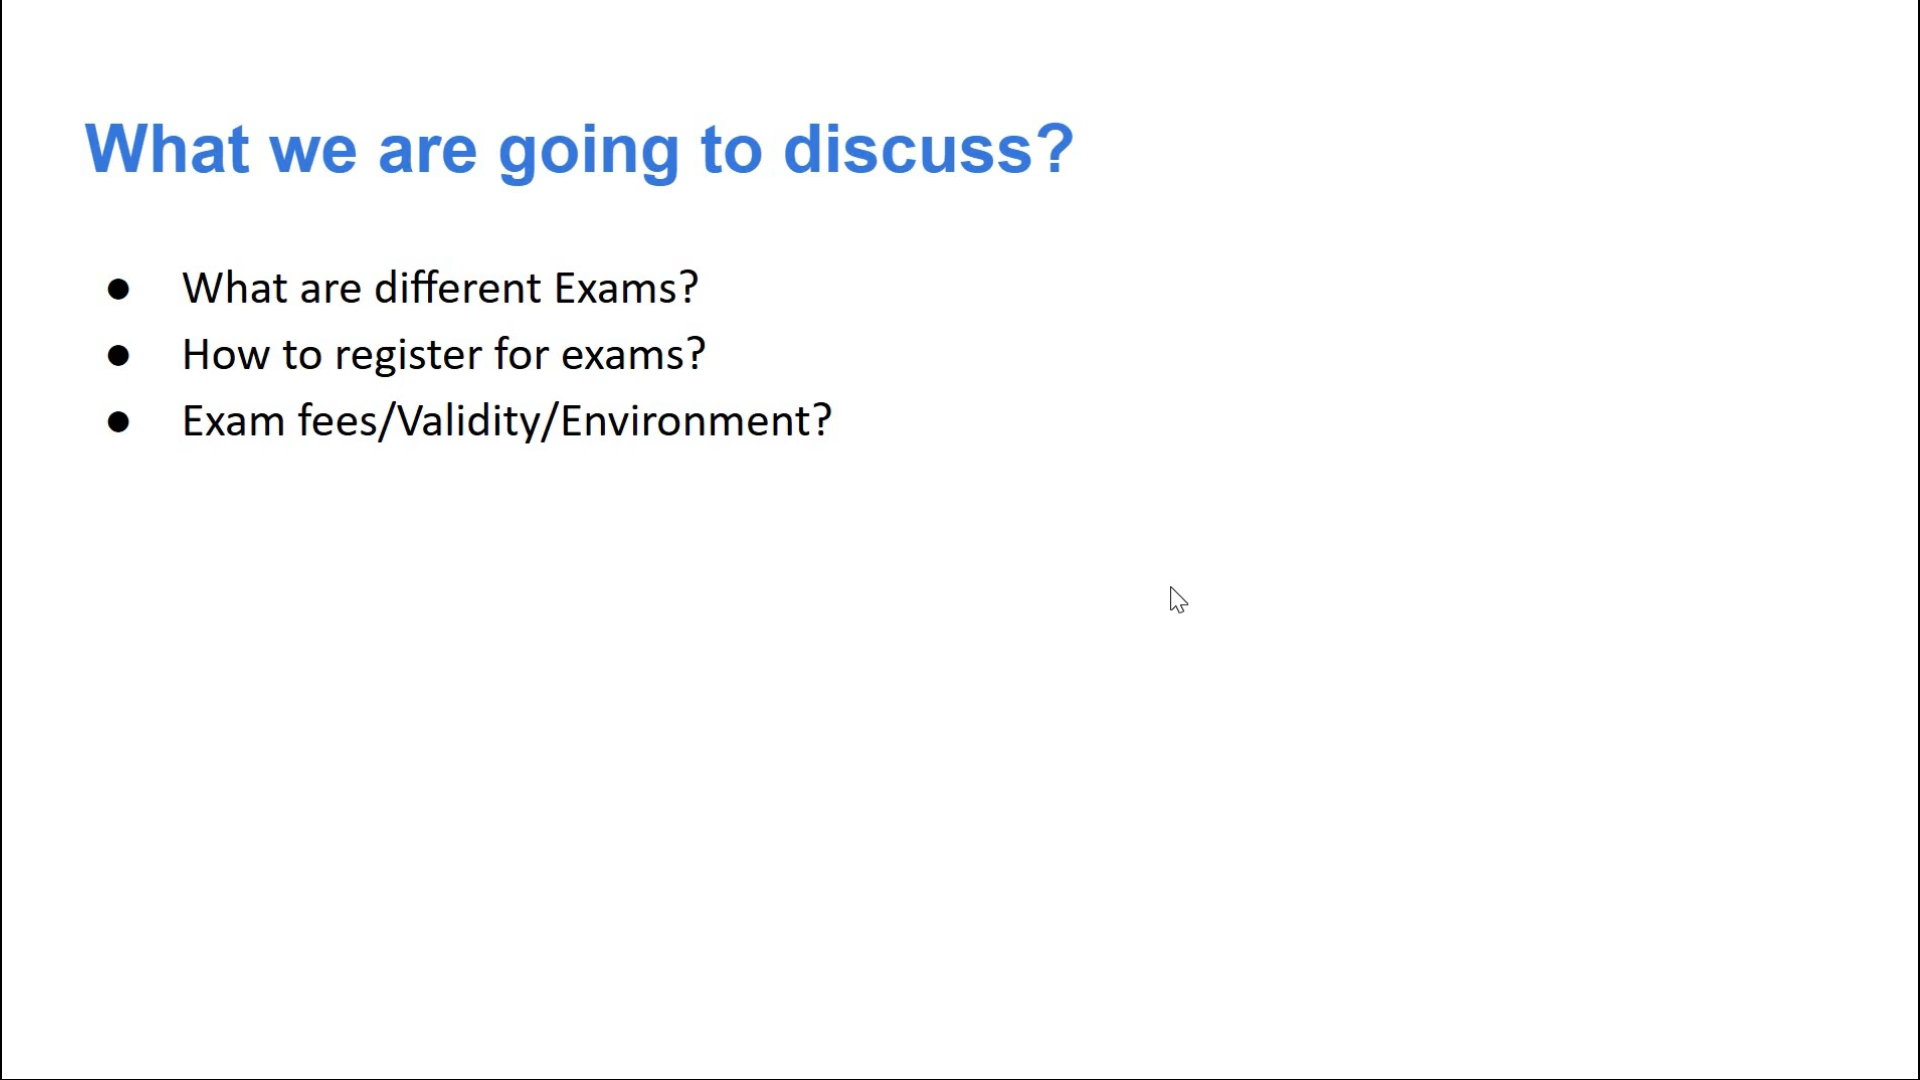 What we are going to discuss?
● What are different Exams?
● How to register for exams?
● Exam fees/Validity/Environment?